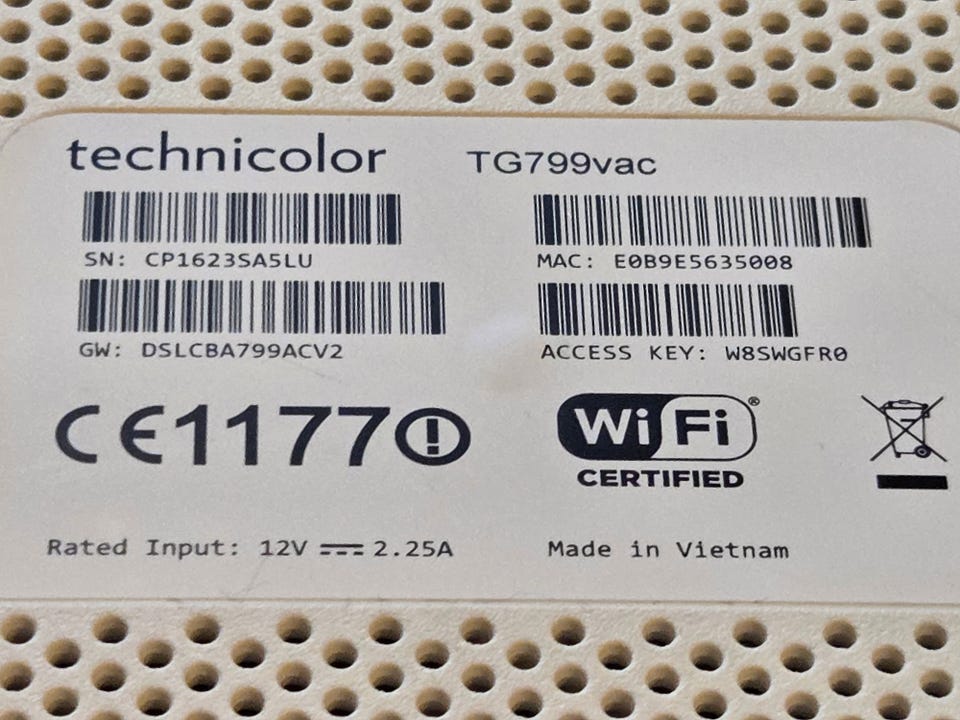 technicolor TG799vac
SN: CP1623SA5LU
MAC: E0B9E5635008
GW: DSLCBA799ACV2
ACCESS KEY: W8SWGFR0
CE1177
WiFi®
CERTIFIED
Rated Input: 12V ⎓ 2.25A
Made in Vietnam